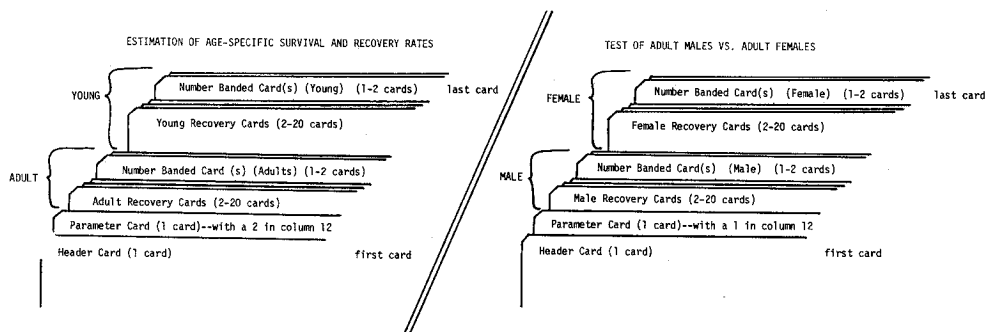 ESTIMATION OF AGE-SPECIFIC SURVIVAL AND RECOVERY RATES
YOUNG
Number Banded Card(s) (Young) (1-2 cards)
last card
Young Recovery Cards (2-20 cards)
ADULT
Number Banded Card (s) (Adults) (1-2 cards)
Adult Recovery Cards (2-20 cards)
Parameter Card (1 card)--with a 2 in column 12
Header Card (1 card)
first card
TEST OF ADULT MALES VS. ADULT FEMALES
FEMALE
Number Banded Card(s) (Female) (1-2 cards)
last card
Female Recovery Cards (2-20 cards)
MALE
Number Banded Card(s) (Male) (1-2 cards)
Male Recovery Cards (2-20 cards)
Parameter Card (1 card)--with a 1 in column 12
Header Card (1 card)
first card